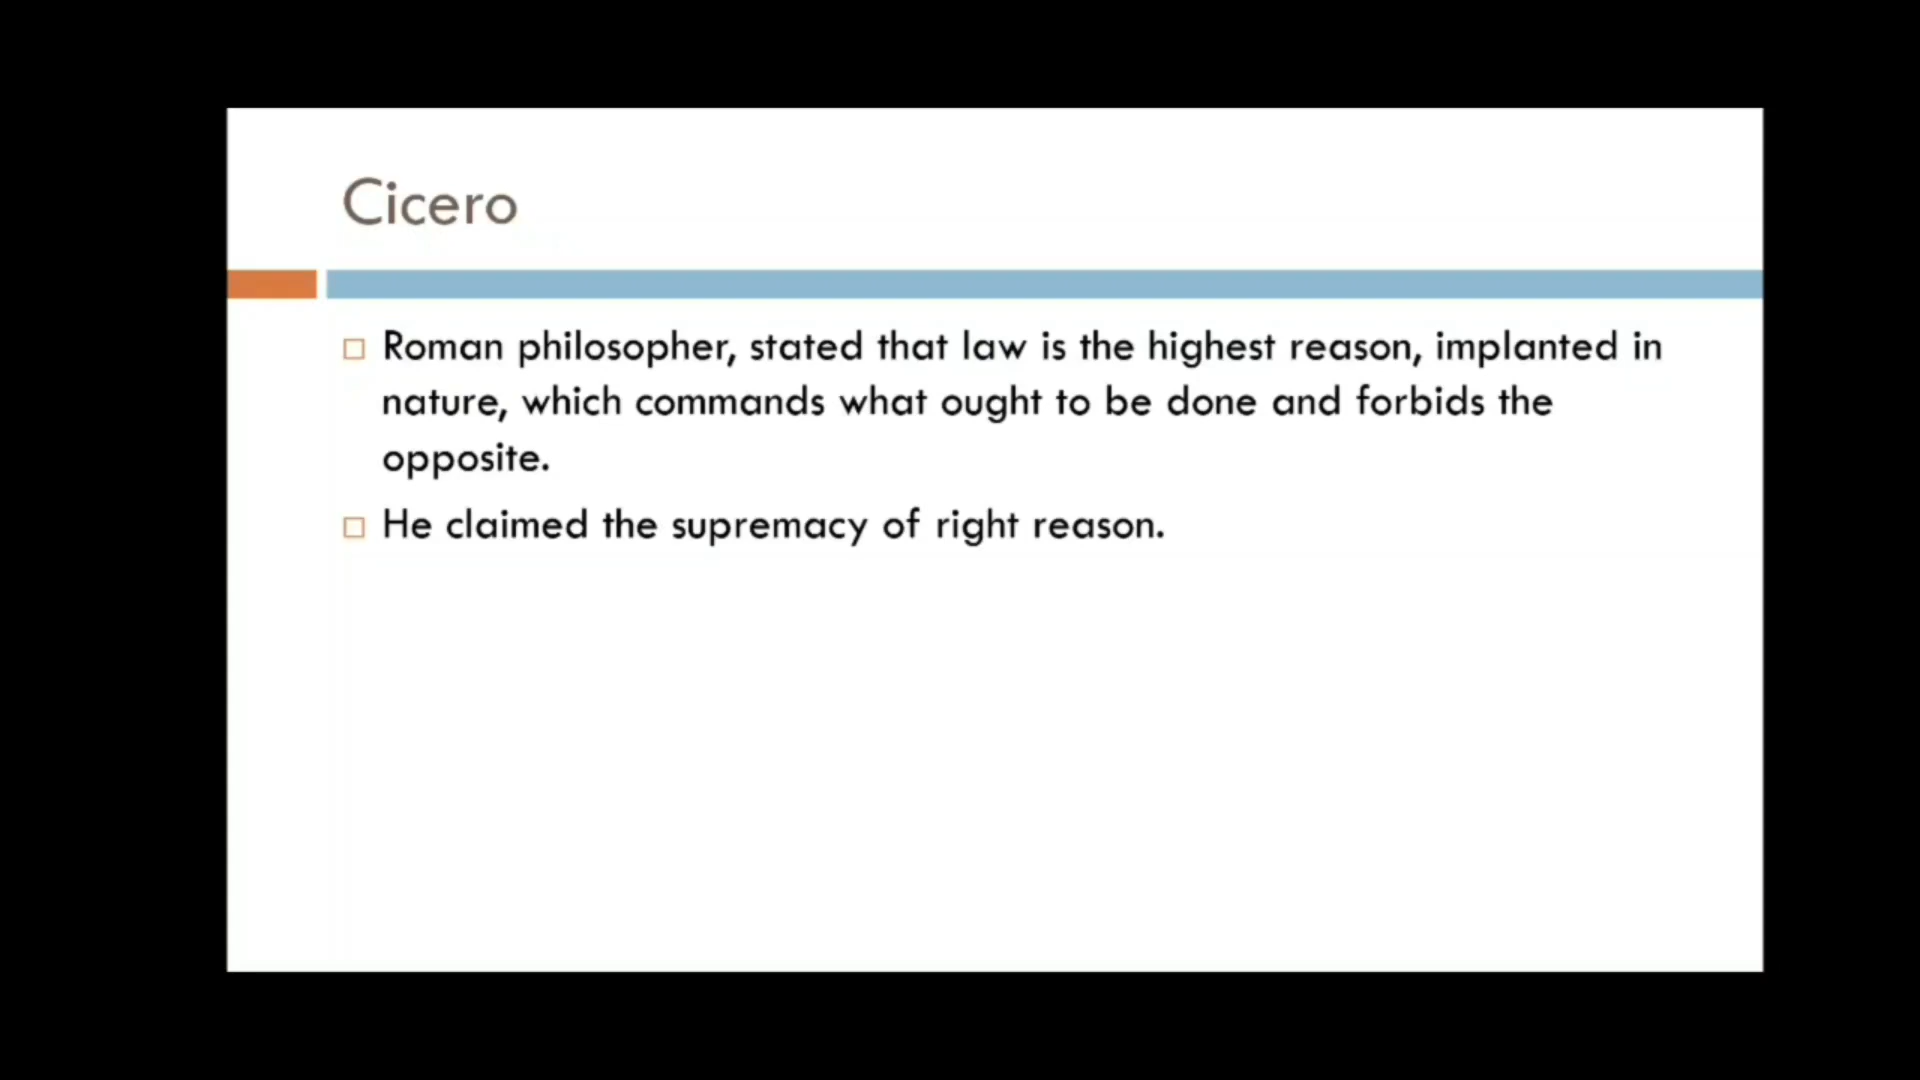 Cicero
Roman philosopher, stated that law is the highest reason, implanted in
nature, which commands what ought to be done and forbids the
opposite.
He claimed the supremacy of right reason.